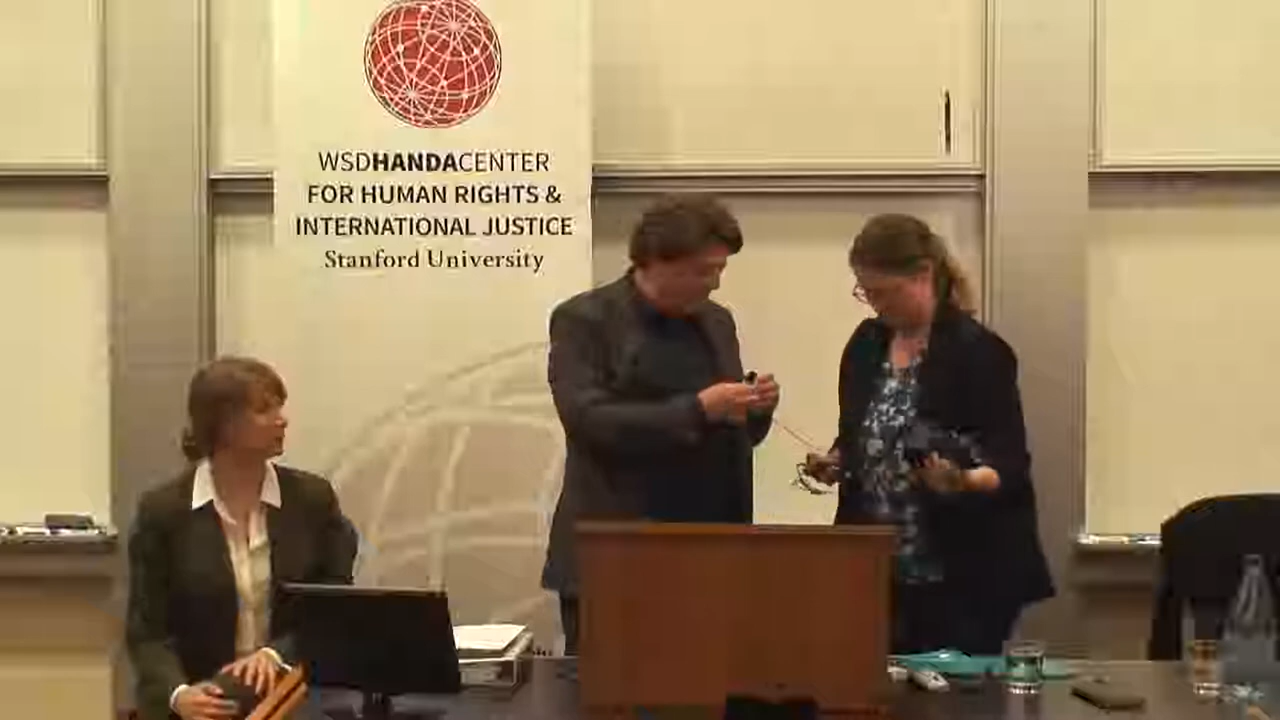 WSDHANDACENTER
FOR HUMAN RIGHTS &
INTERNATIONAL JUSTICE
Stanford University